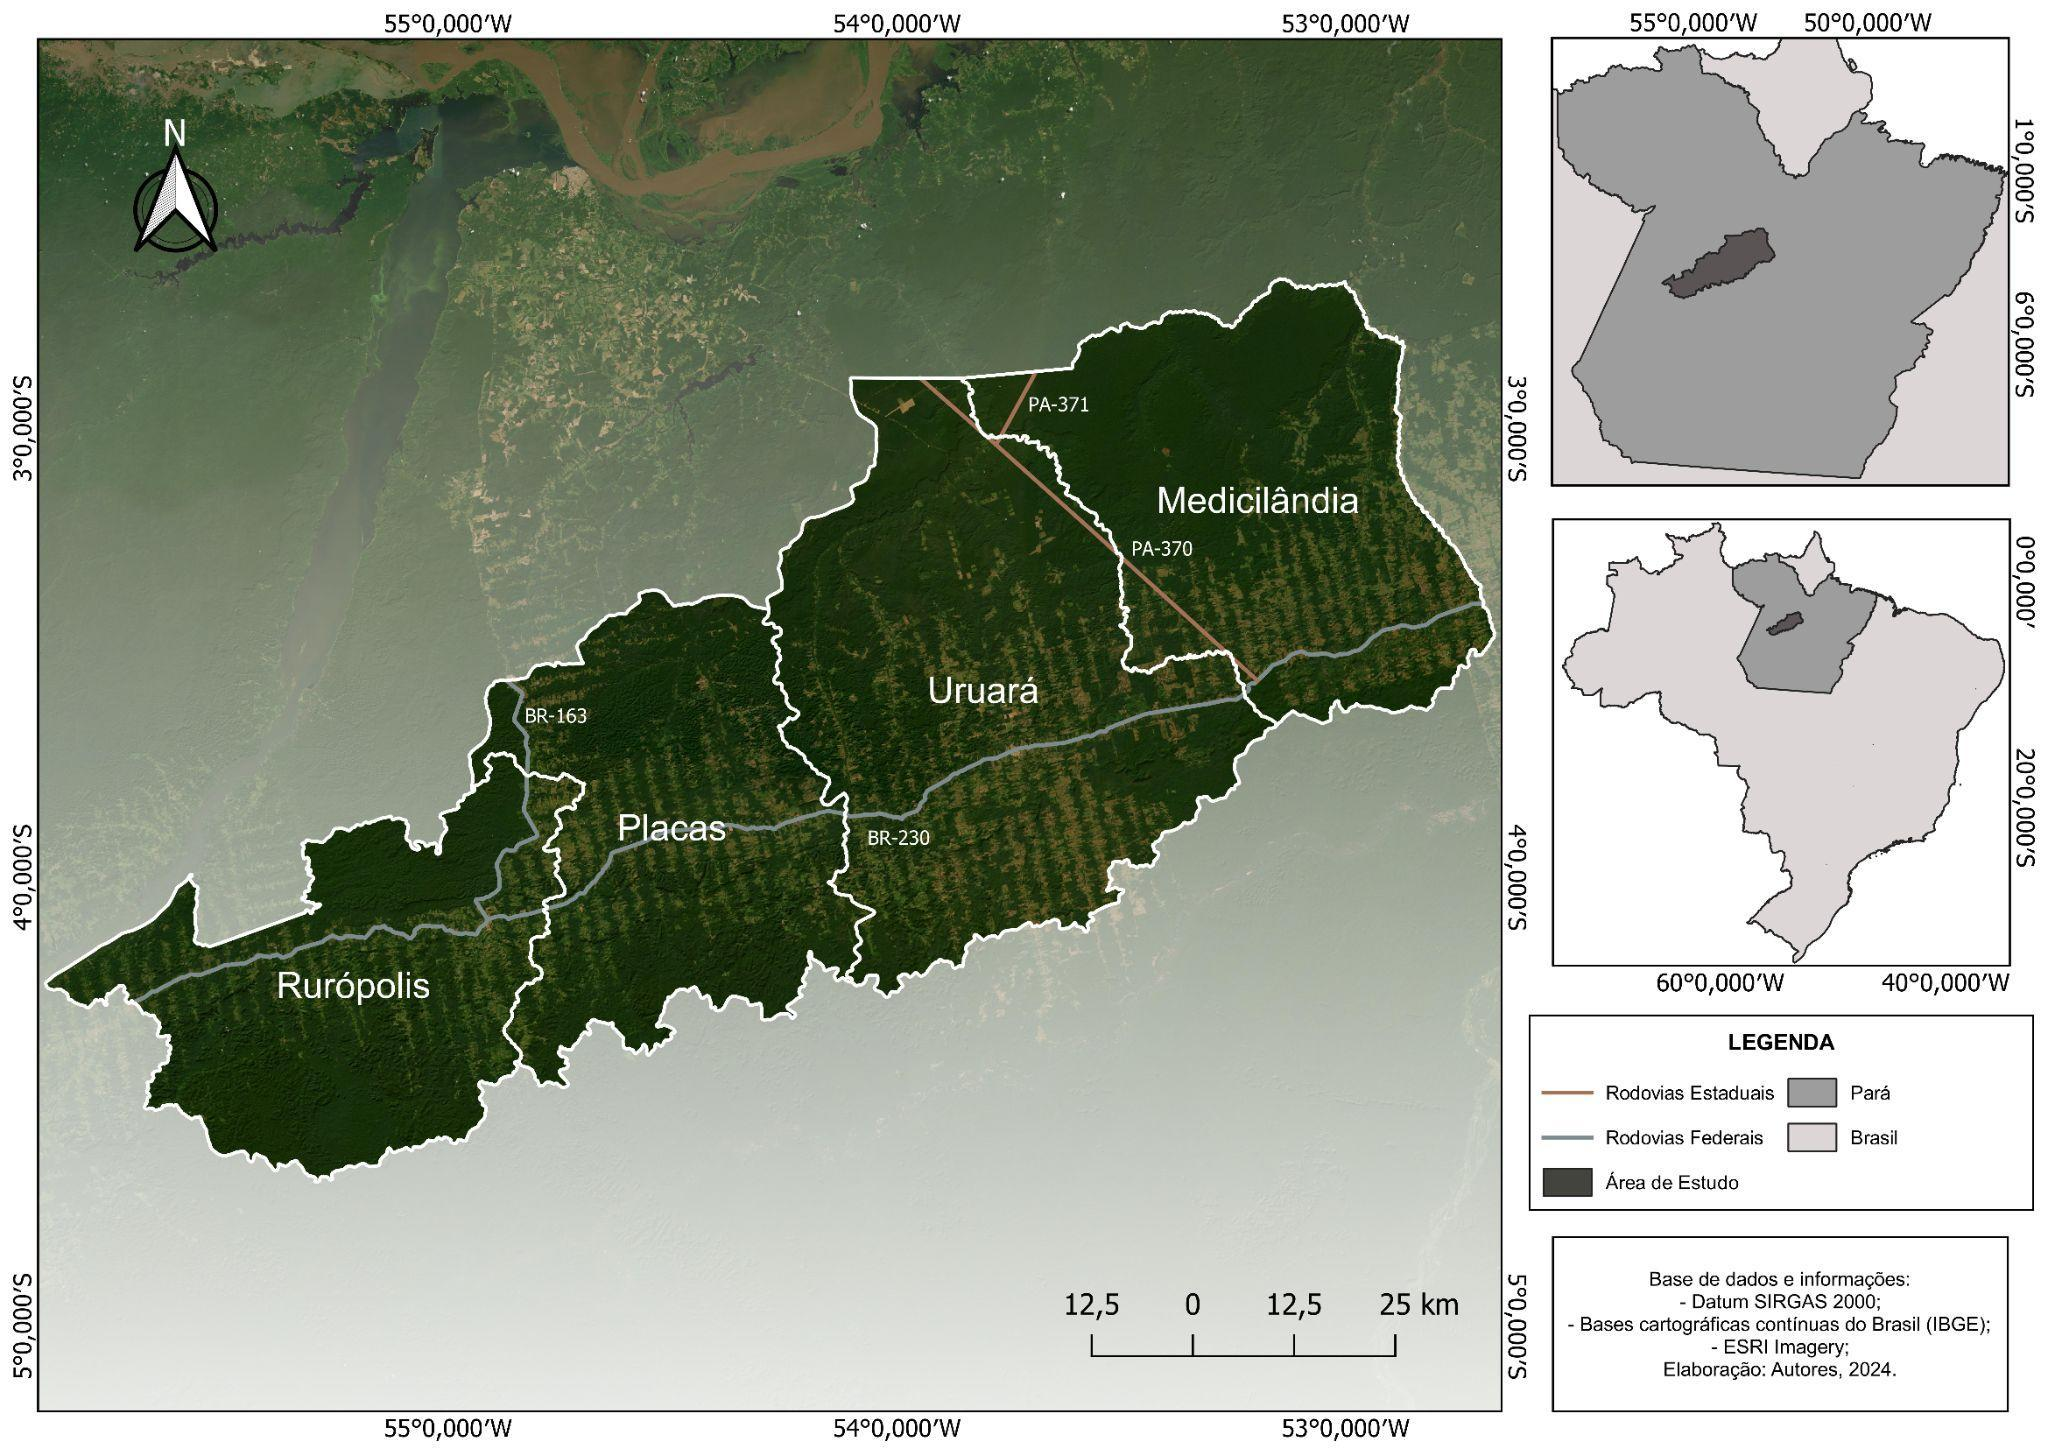 55°0,000′W
54°0,000′W
53°0,000′W
3°0,000′S
4°0,000′S
5°0,000′S
N
PA-371
Medicilândia
PA-370
Uruará
BR-163
Placas
BR-230
Rurópolis
12,5 0 12,5 25 km
3°0,000′S
4°0,000′S
5°0,000′S
55°0,000′W
54°0,000′W
53°0,000′W
55°0,000′W
50°0,000′W
1°0,000′S
6°0,000′S
0°0,000′
20°0,000′S
60°0,000′W
40°0,000′W
LEGENDA
Rodovias Estaduais
Pará
Rodovias Federais
Brasil
Área de Estudo
Base de dados e informações:
- Datum SIRGAS 2000;
- Bases cartográficas contínuas do Brasil (IBGE);
- ESRI Imagery;
Elaboração: Autores, 2024.